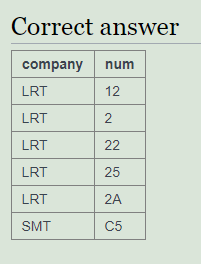 Correct answer
company num
LRT 12
LRT 2
LRT 22
LRT 25
LRT 2A
SMT C5